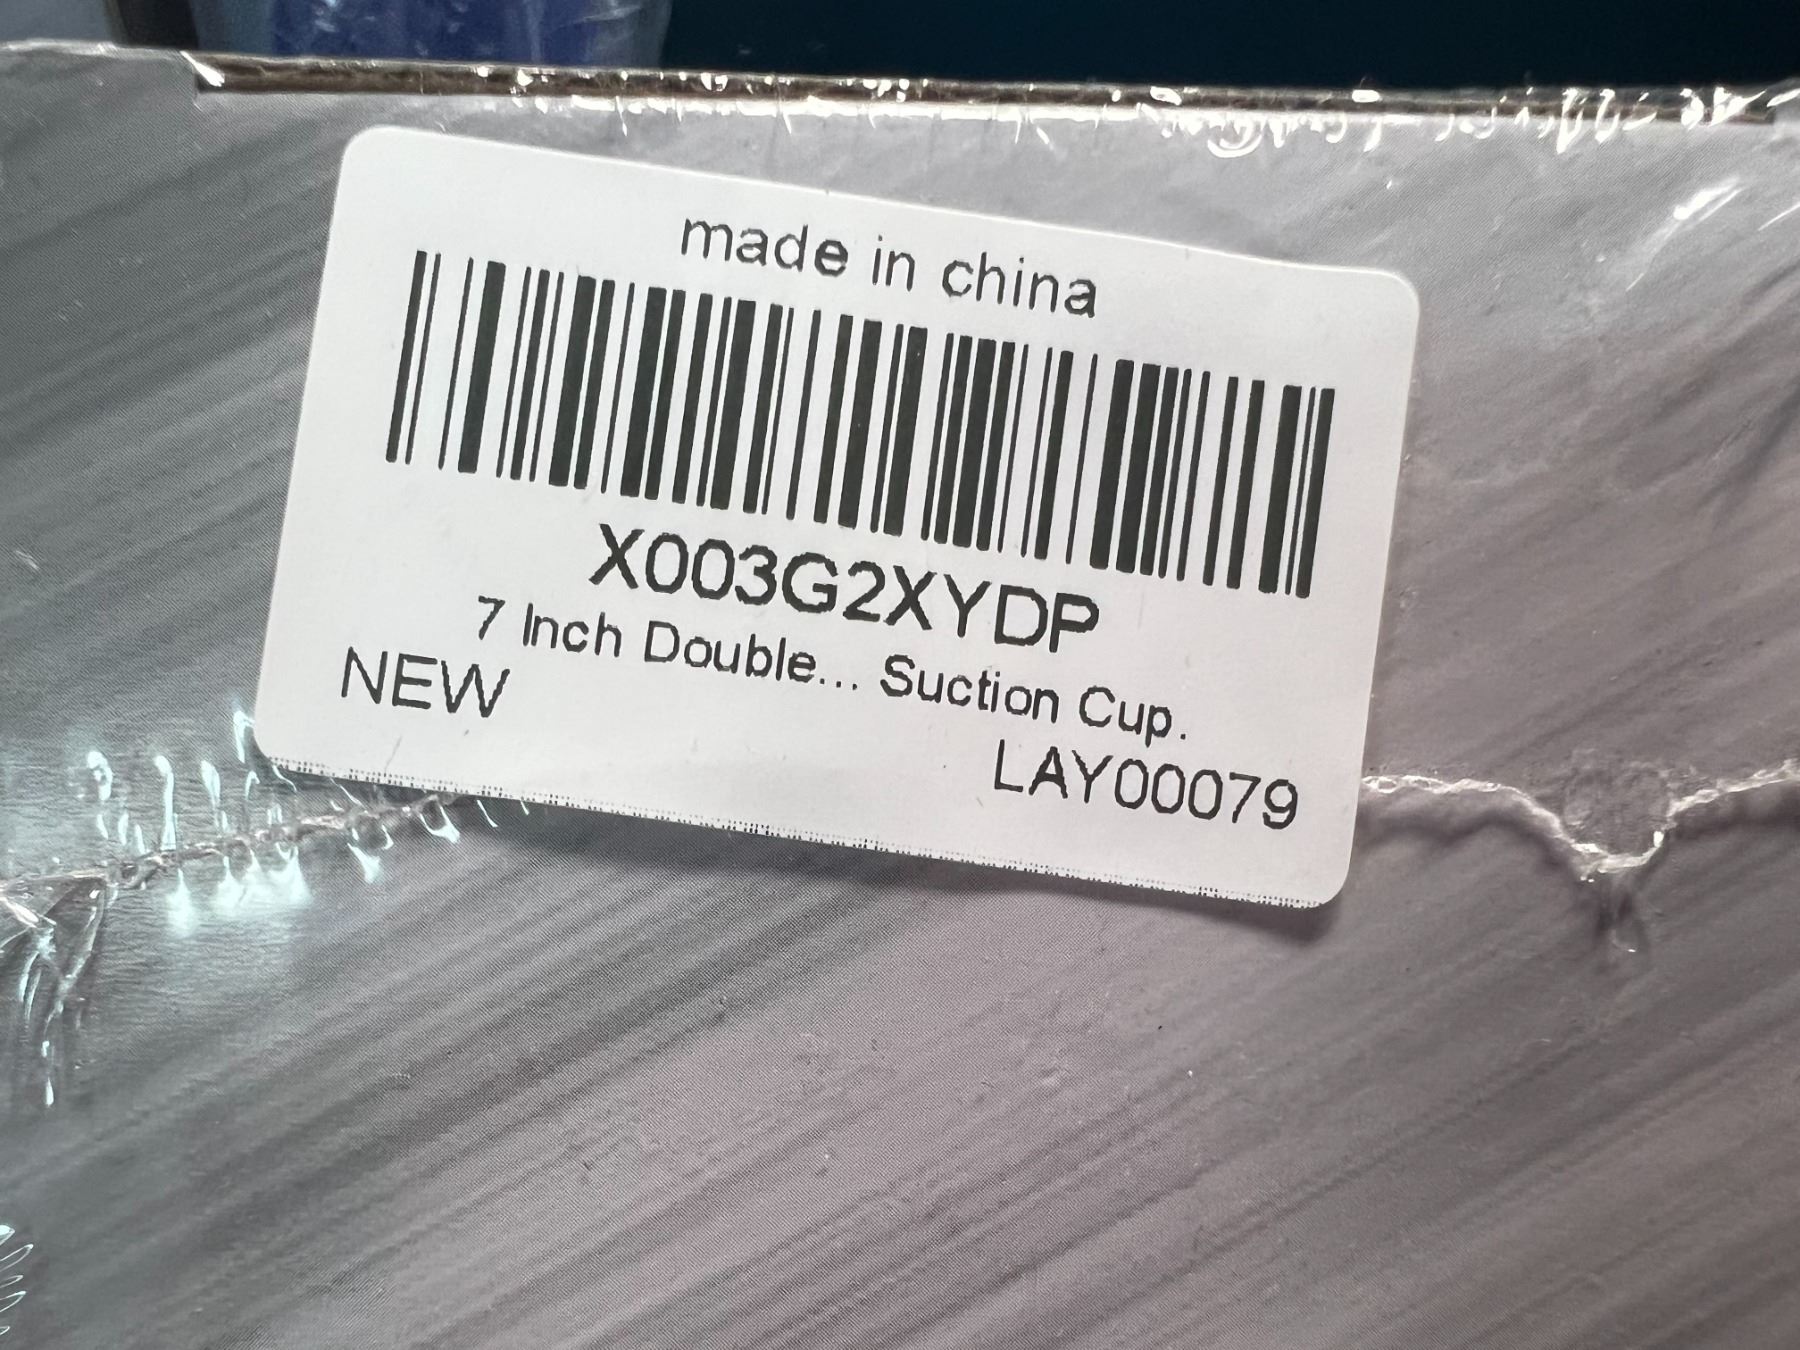 made in china
X003G2XYDP
7 Inch Double... Suction Cup.
NEW
LAY00079